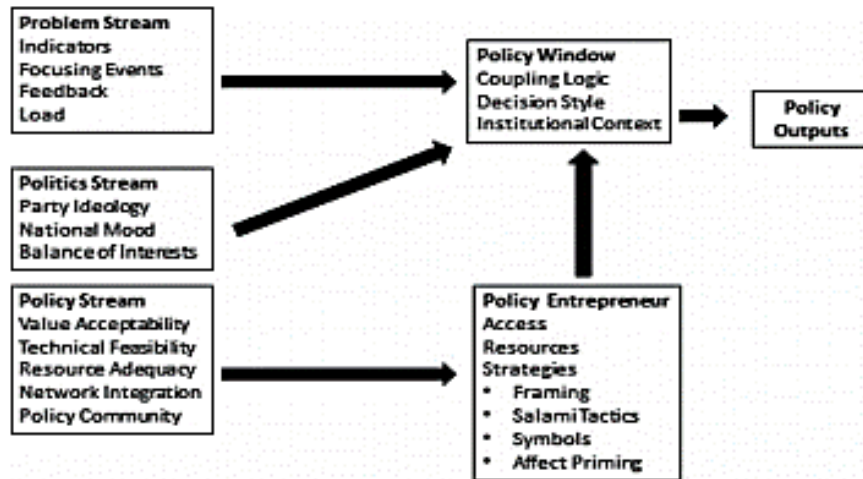 Problem Stream
Indicators
Focusing Events
Feedback
Load
Politics Stream
Party Ideology
National Mood
Balance of Interests
Policy Stream
Value Acceptability
Technical Feasibility
Resource Adequacy
Network Integration
Policy Community
Policy Window
Coupling Logic
Decision Style
Institutional Context
Policy Entrepreneur
Access
Resources
Strategies
• Framing
• Salami Tactics
• Symbols
• Affect Priming
Policy
Outputs